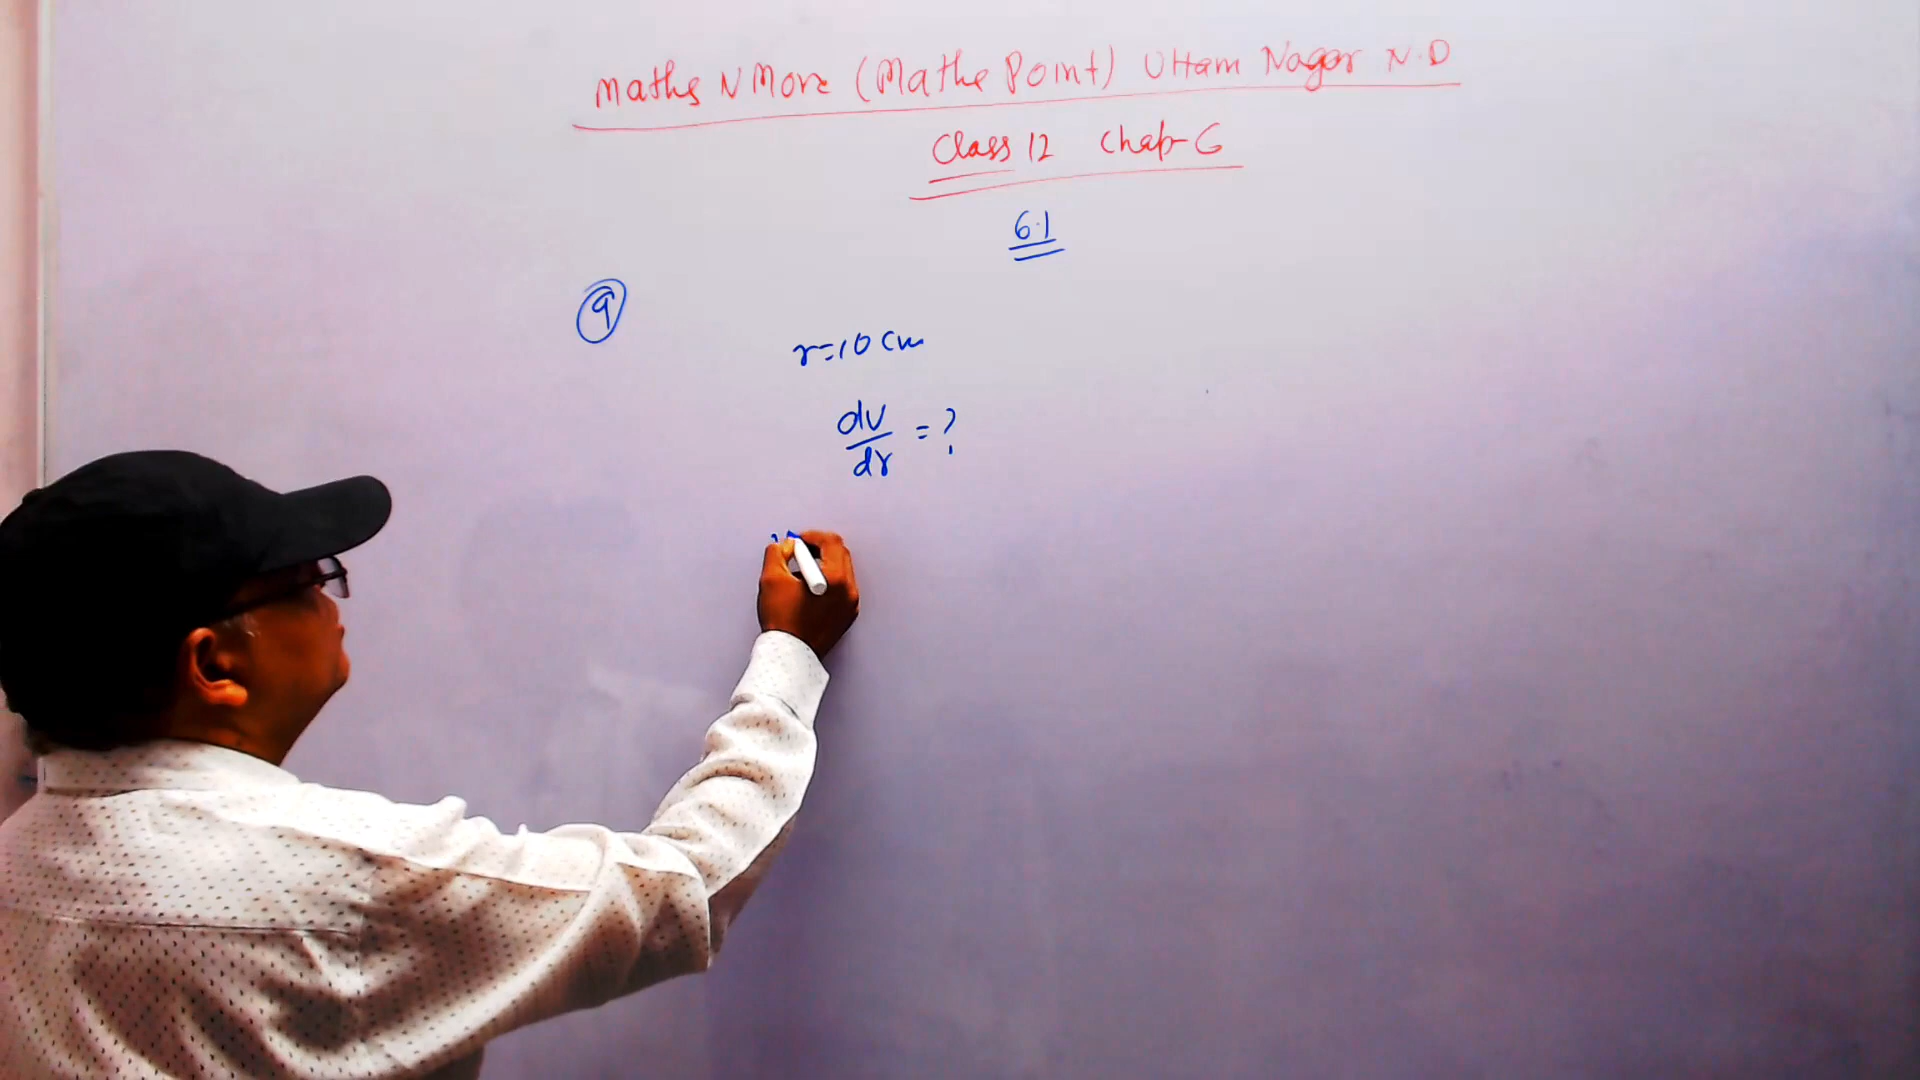 Maths N More (Maths Point) Uttam Nagar N.D
Class 12 Chap-6
6.1
9
r=10 cm
dv/dr = ?